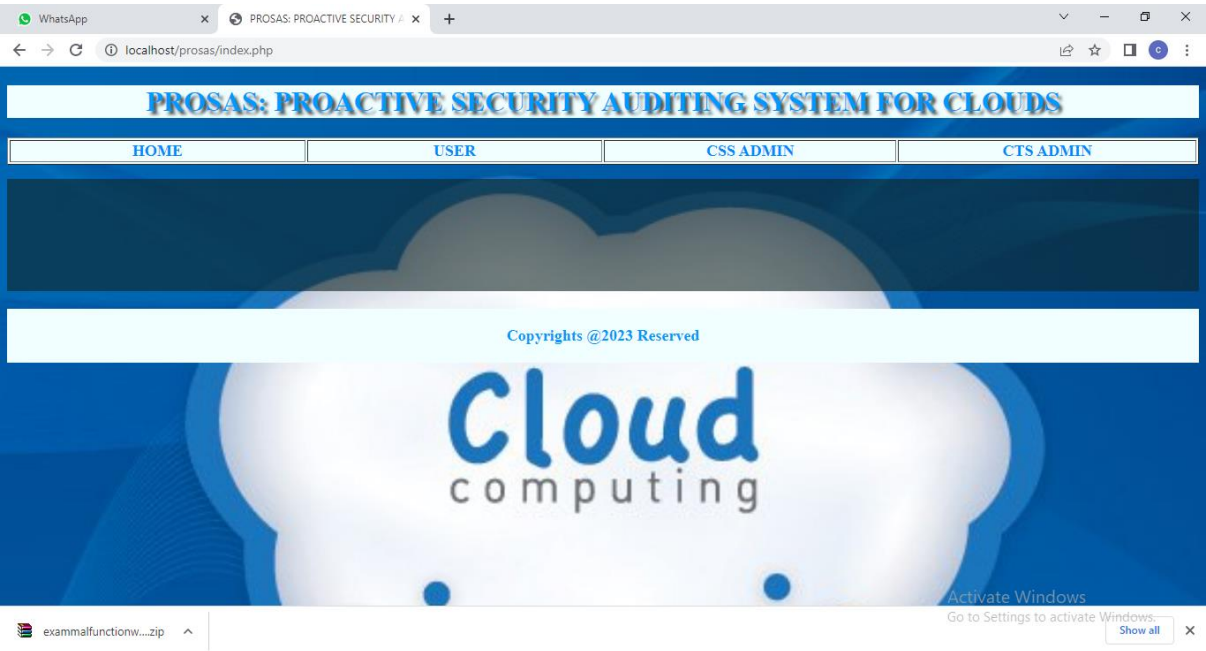 WhatsApp
PROSAS: PROACTIVE SECURITY A
localhost/prosas/index.php
C
PROSAS: PROACTIVE SECURITY AUDITING SYSTEM FOR CLOUDS
HOME USER CSS ADMIN CTS ADMIN
Copyrights @2023 Reserved
Cloud
computing
Activate Windows
Go to Settings to activate Windows.
exammalfunctionw....zip
Show all